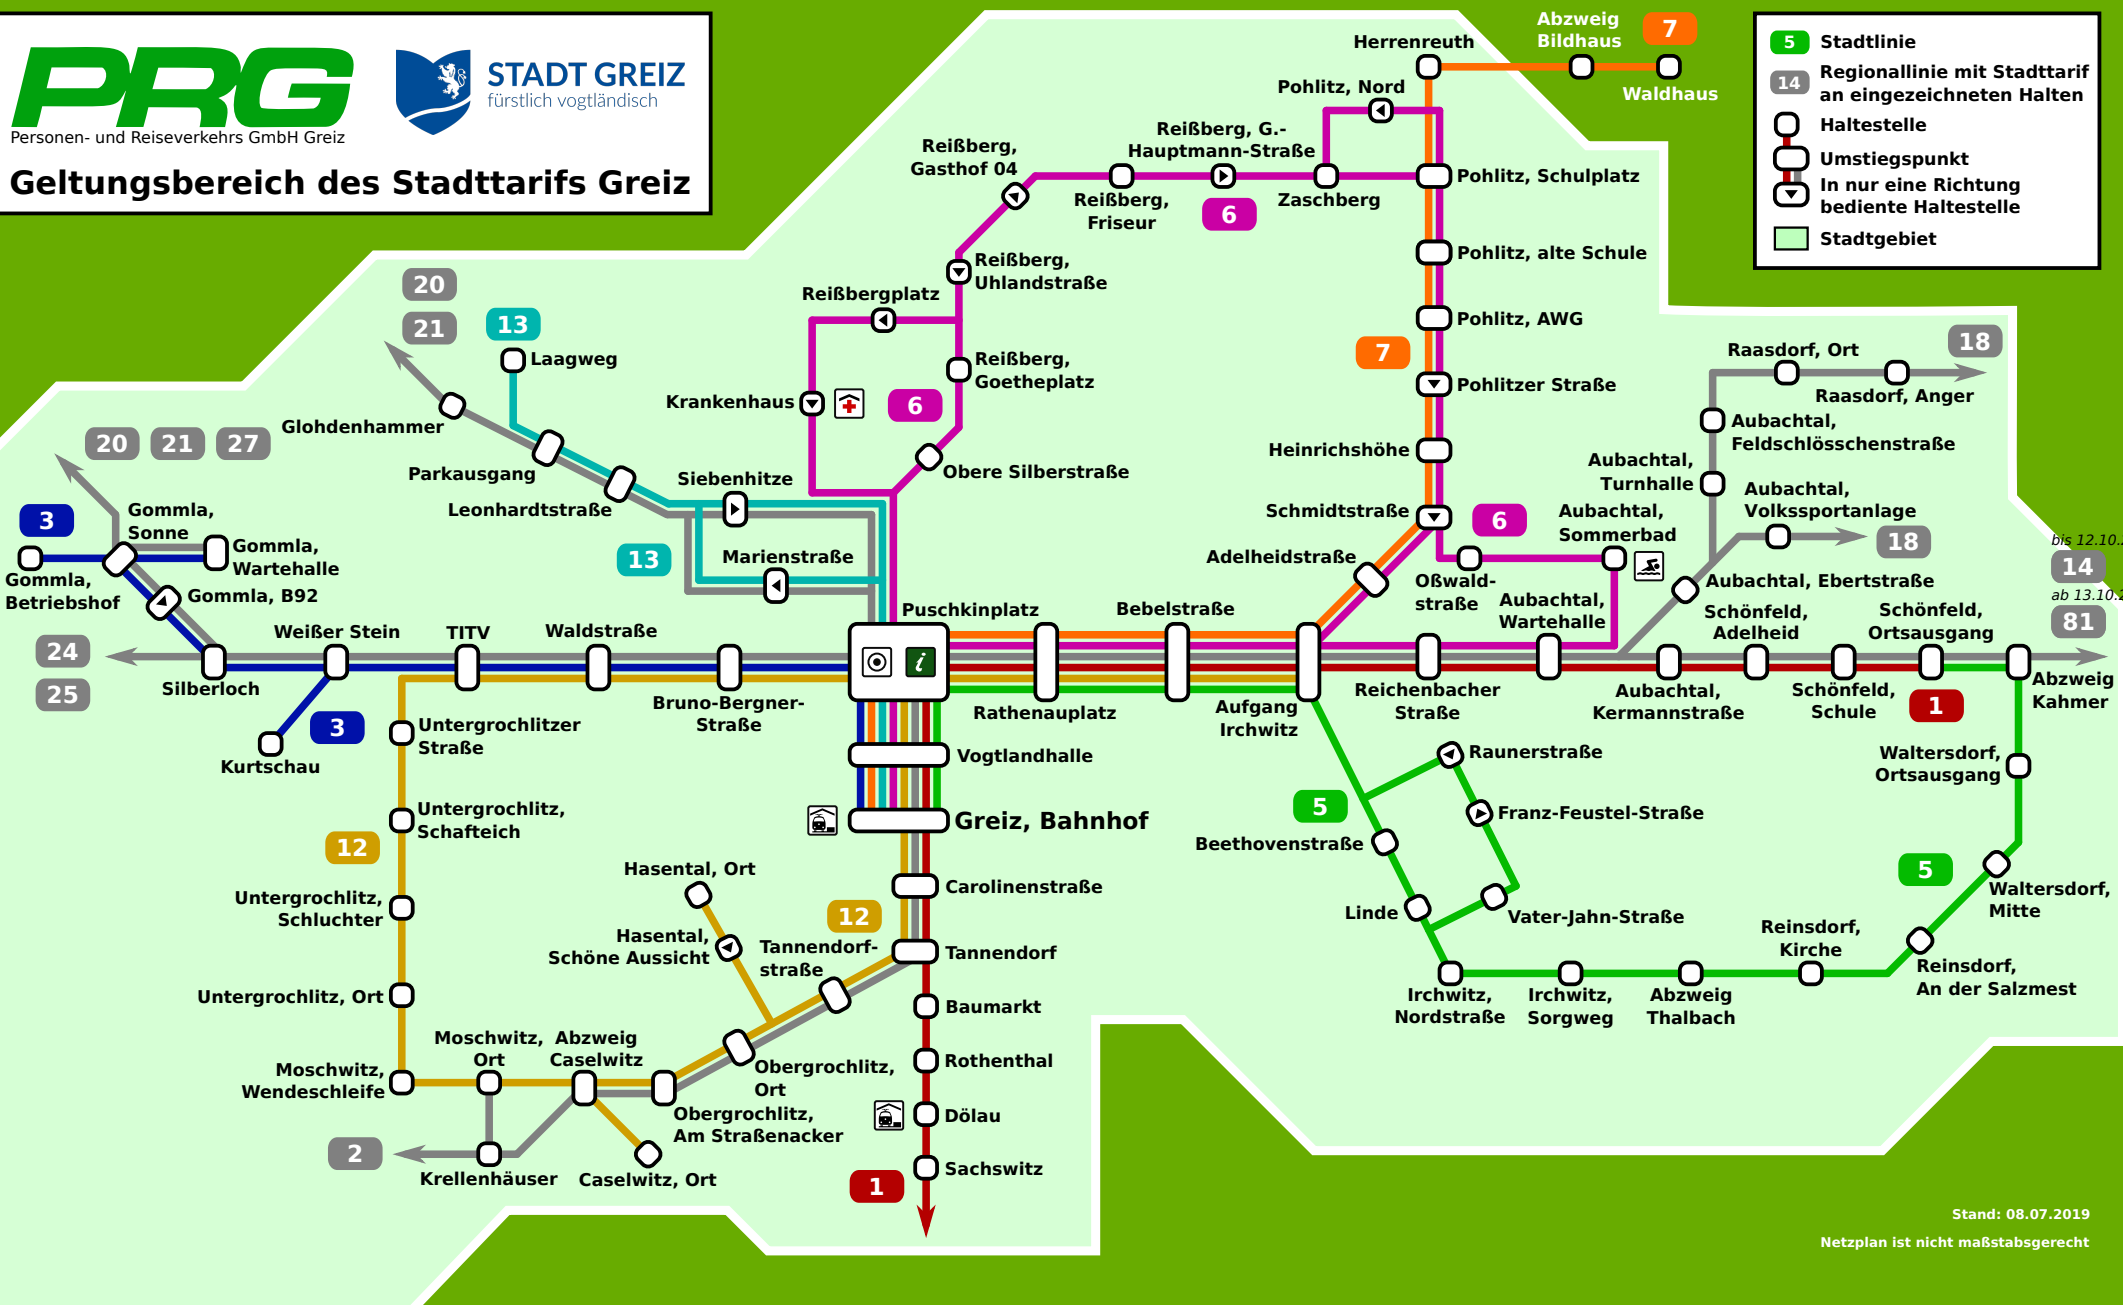 PRG
Personen- und Reiseverkehrs GmbH Greiz
STADT GREIZ
fürstlich vogtländisch
Geltungsbereich des Stadttarifs Greiz
5 Stadtlinie
14 Regionallinie mit Stadttarif
an eingezeichneten Halten
Haltestelle
Umstiegspunkt
In nur eine Richtung
bediente Haltestelle
Stadtgebiet
Abzweig
Bildhaus
7
Waldhaus
Herrenreuth
Pohlitz, Nord
Reißberg, G.-
Hauptmann-Straße
Reißberg,
Gasthof 04
Reißberg,
Friseur
6
Zaschberg
Pohlitz, Schulplatz
Pohlitz, alte Schule
Pohlitz, AWG
7
Pohlitzer Straße
Heinrichshöhe
Schmidtstraße
Adelheidstraße
Reißberg,
Uhlandstraße
Reißbergplatz
Reißberg,
Goetheplatz
Krankenhaus
6
Obere Silberstraße
20
21
13
Laagweg
Glohdenhammer
Parkausgang
Leonhardtstraße
Siebenhitze
13
Marienstraße
20
21
27
3
Gommla,
Sonne
Gommla,
Wartehalle
Gommla,
Betriebshof
Gommla, B92
24
25
Silberloch
Weißer Stein
TITV
Waldstraße
Bruno-Bergner-
Straße
3
Kurtschau
Puschkinplatz
i
Bebelstraße
Rathenauplatz
Aufgang
Irchwitz
6
Oßwald-
straße
Aubachtal,
Sommerbad
Aubachtal,
Wartehalle
Reichenbacher
Straße
Raasdorf, Ort
18
Raasdorf, Anger
Aubachtal,
Feldschlösschenstraße
Aubachtal,
Turnhalle
Aubachtal,
Volkssportanlage
18
Aubachtal, Ebertstraße
Schönfeld,
Adelheid
Schönfeld,
Ortsausgang
Aubachtal,
Kermannstraße
Schönfeld,
Schule
1
bis 12.10.
14
ab 13.10.
81
Abzweig
Kahmer
Waltersdorf,
Ortsausgang
5
Waltersdorf,
Mitte
Reinsdorf,
An der Salzmest
Reinsdorf,
Kirche
Abzweig
Thalbach
Irchwitz,
Sorgweg
Irchwitz,
Nordstraße
Raunerstraße
Franz-Feustel-Straße
5
Beethovenstraße
Linde
Vater-Jahn-Straße
Vogtlandhalle
Greiz, Bahnhof
Carolinenstraße
Tannendorf
Baumarkt
Rothenthal
Dölau
Sachswitz
1
Untergrochlitzer
Straße
Untergrochlitz,
Schafteich
12
Untergrochlitz,
Schluchter
Untergrochlitz, Ort
Moschwitz,
Wendeschleife
Moschwitz,
Ort
Abzweig
Caselwitz
Hasental, Ort
Hasental,
Schöne Aussicht
12
Tannendorf-
straße
Obergrochlitz,
Ort
Obergrochlitz,
Am Straßenacker
2
Krellenhäuser
Caselwitz, Ort
Stand: 08.07.2019
Netzplan ist nicht maßstabsgerecht